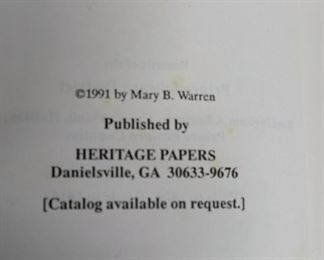 ©1991 by Mary B. Warren
Published by
HERITAGE PAPERS
Danielsville, GA 30633-9676
[Catalog available on request.]